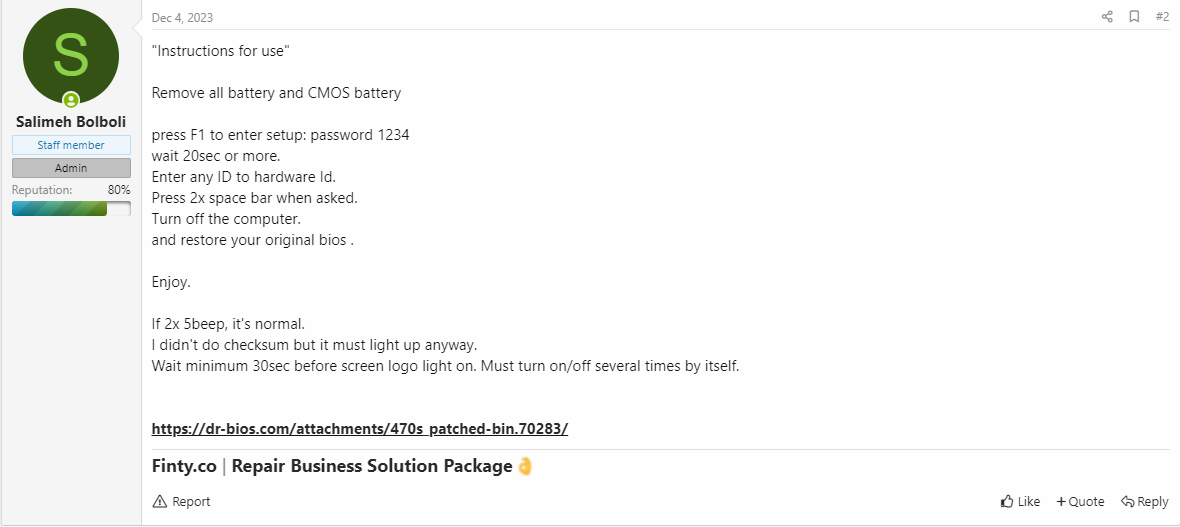 Dec 4, 2023
#2
S
Salimeh Bolboli
Staff member
Admin
Reputation: 80%
"Instructions for use"
Remove all battery and CMOS battery
press F1 to enter setup: password 1234
wait 20sec or more.
Enter any ID to hardware Id.
Press 2x space bar when asked.
Turn off the computer.
and restore your original bios .
Enjoy.
If 2x 5beep, it's normal.
I didn't do checksum but it must light up anyway.
Wait minimum 30sec before screen logo light on. Must turn on/off several times by itself.
https://dr-bios.com/attachments/470s_patched-bin.70283/
Finty.co | Repair Business Solution Package👌
Report
Like
+Quote
Reply